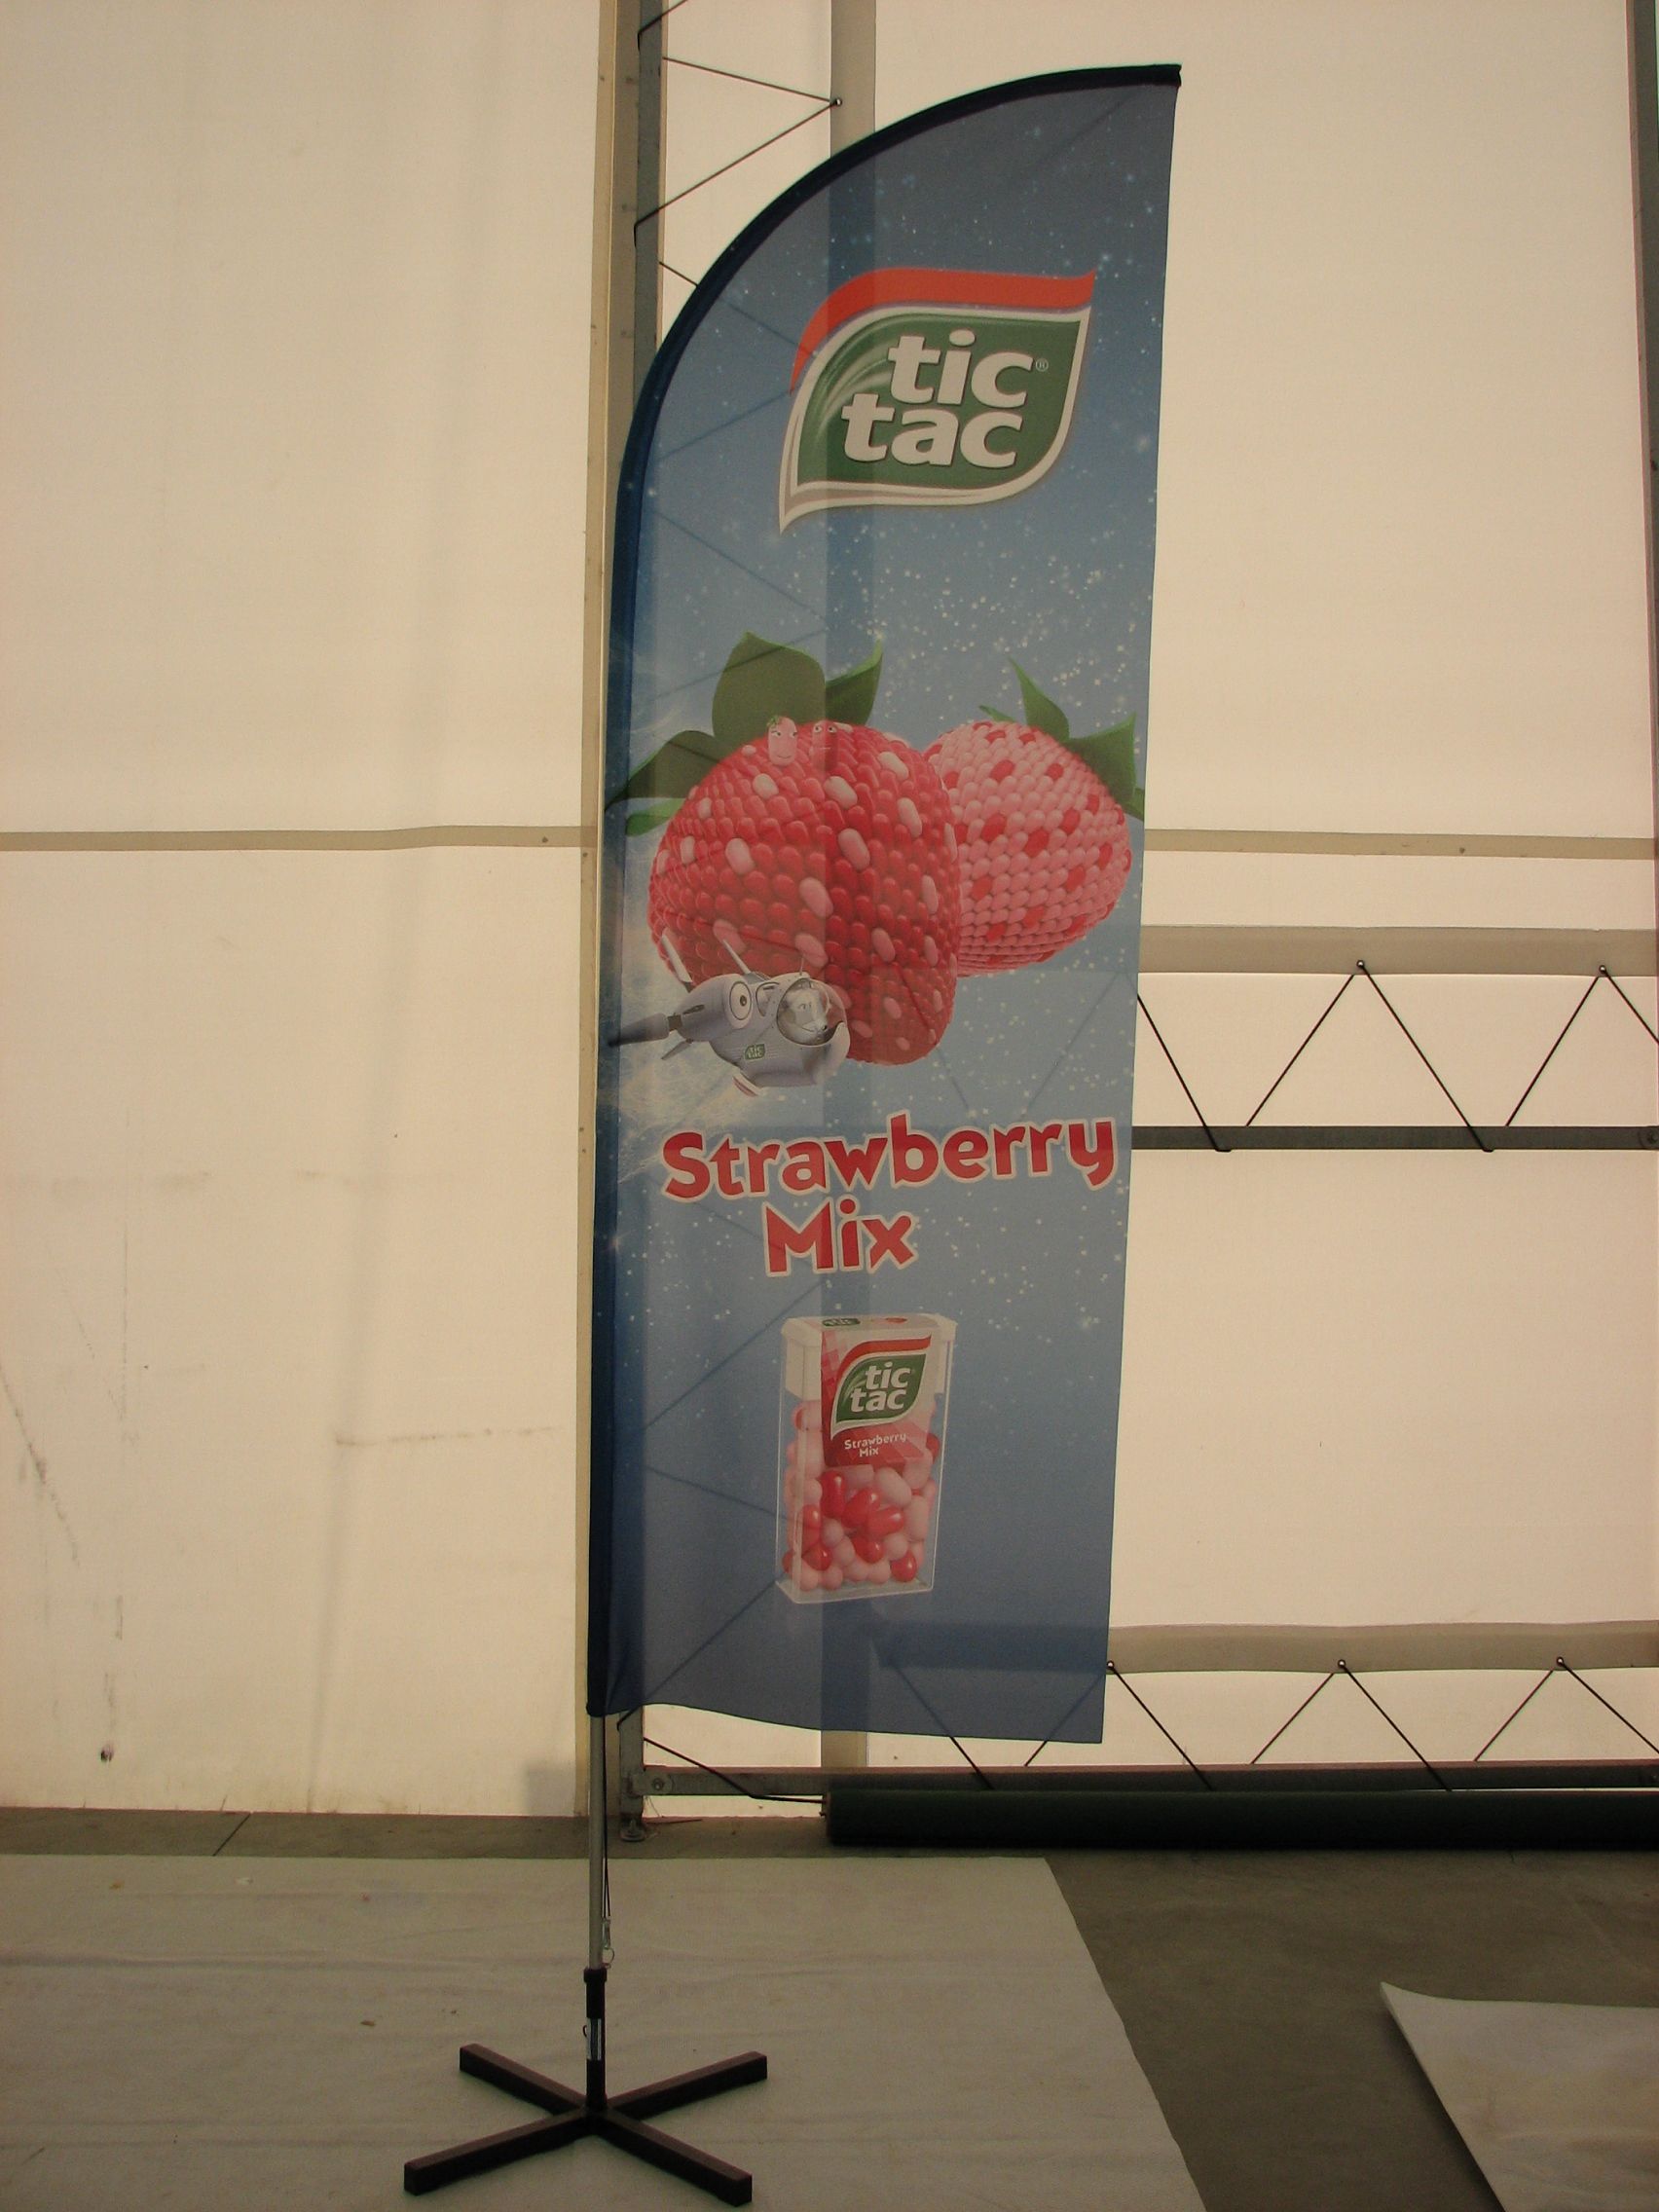 tic®
tac
Strawberry
Mix
tic
tac
Strawberry
Mix